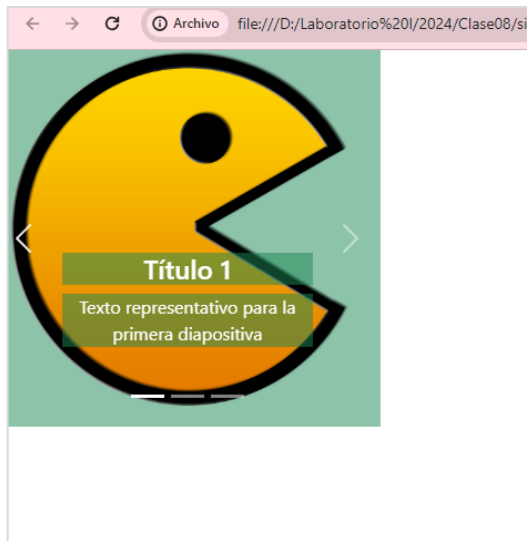 Archivo file:///D:/Laboratorio%20I/2024/Clase08/si
Título 1
Texto representativo para la
primera diapositiva